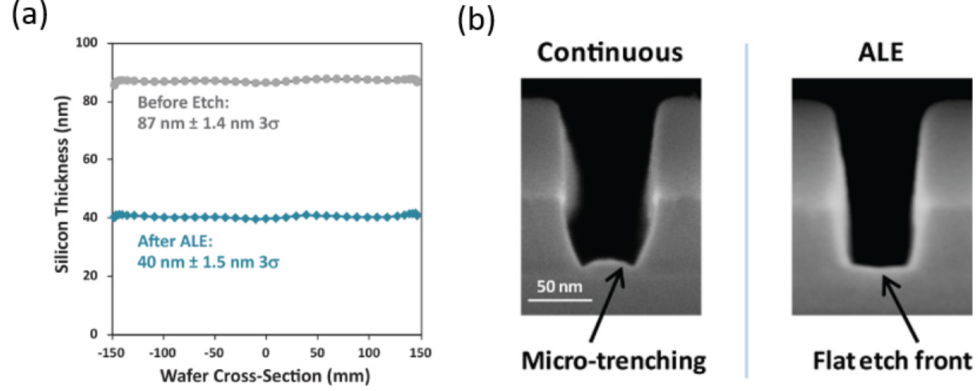 (a)
100
80
60
40
20
0
Silicon Thickness (nm)
Before Etch:
87 nm ± 1.4 nm 3σ
After ALE:
40 nm ± 1.5 nm 3σ
-150 -100 -50 0 50 100 150
Wafer Cross-Section (mm)
(b)
Continuous
ALE
50 nm
Micro-trenching
Flat etch front